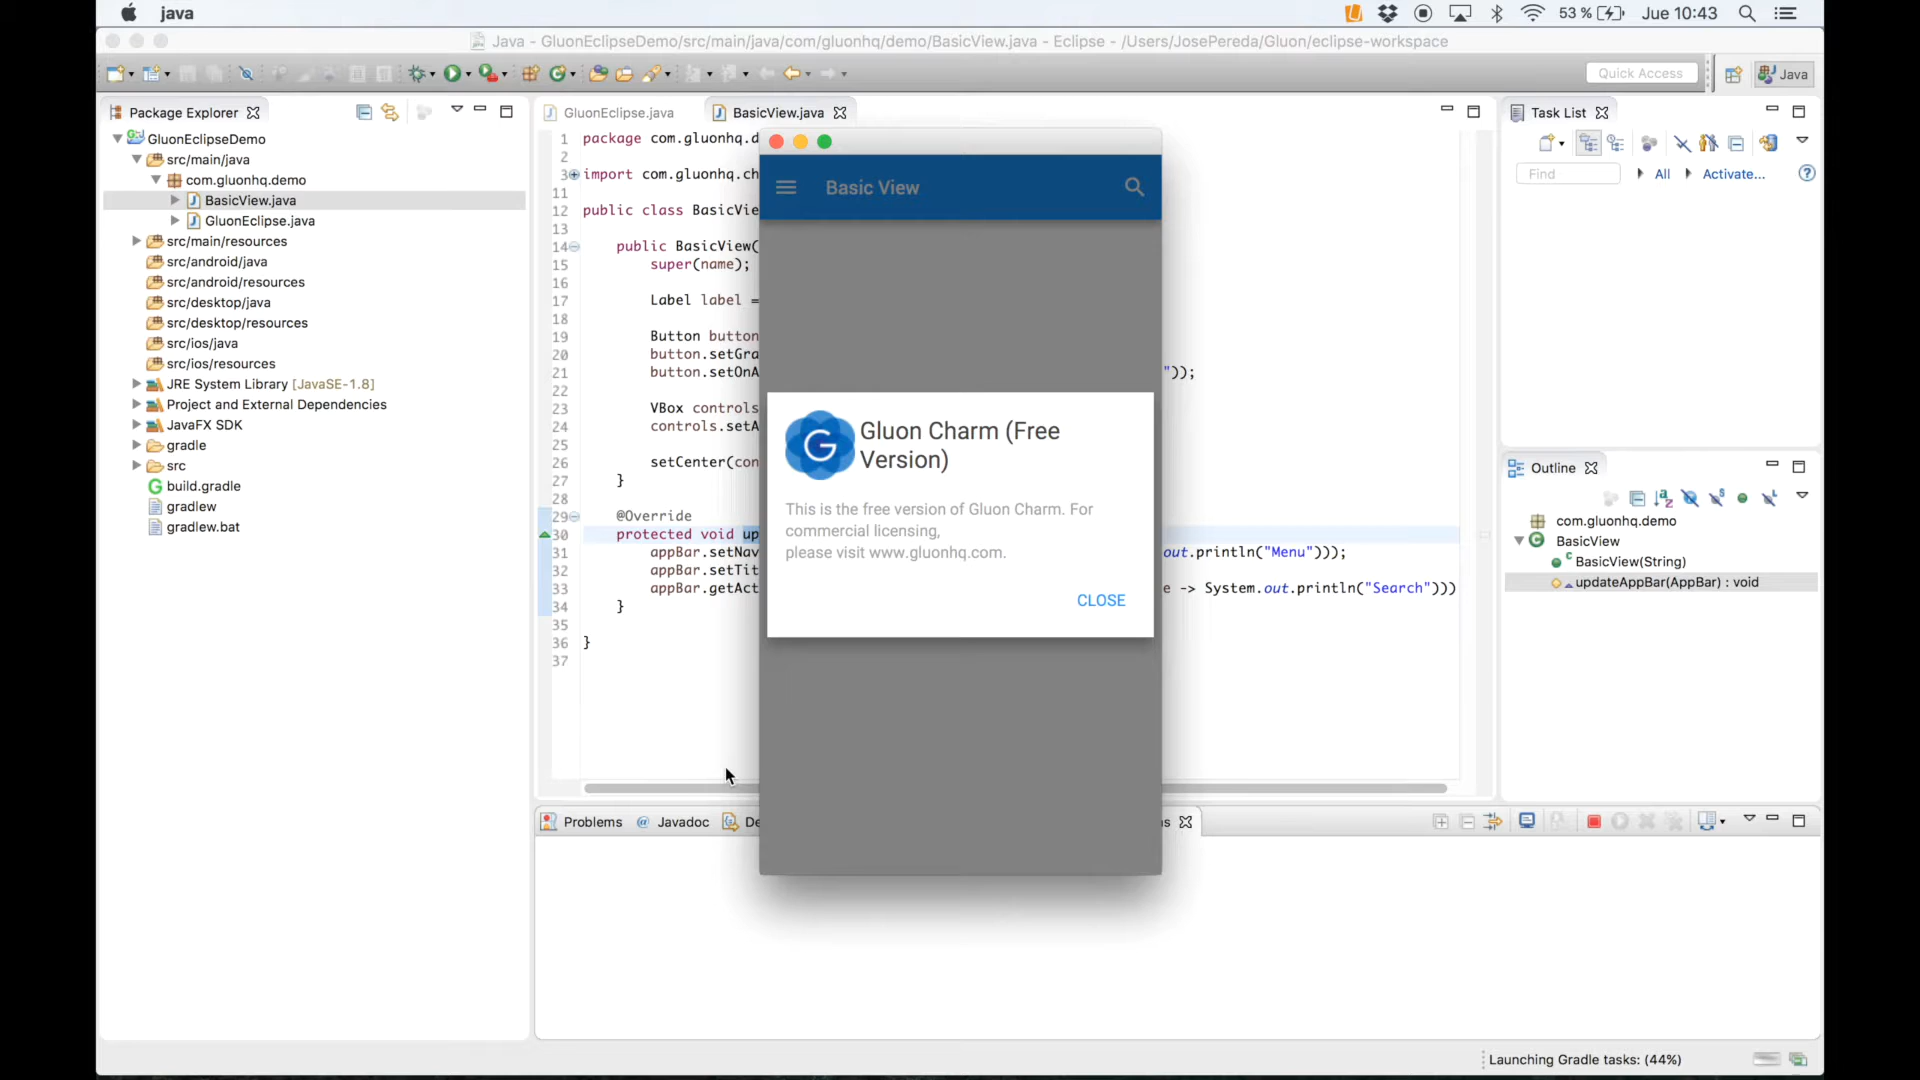 java
53 %
Jue 10:43
Java - GluonEclipseDemo/src/main/java/com/gluonhq/demo/BasicView.java - Eclipse - /Users/JosePereda/Gluon/eclipse-workspace
Quick Access
Java
Package Explorer
GluonEclipseDemo
src/main/java
com.gluonhq.demo
BasicView.java
GluonEclipse.java
src/main/resources
src/android/java
src/android/resources
src/desktop/java
src/desktop/resources
src/ios/java
src/ios/resources
JRE System Library [JavaSE-1.8]
Project and External Dependencies
JavaFX SDK
gradle
src
build.gradle
gradlew
gradlew.bat
GluonEclipse.java
BasicView.java
1 package com.gluonhq.d
2
3 import com.gluonhq.ch
11
12 public class BasicVie
13
14 public BasicView(
15 super(name);
16
17 Label label =
18
19 Button button
20 button.setGra
21 button.setOnA "));
22
23 VBox controls
24 controls.setA
25
26 setCenter(con
27 }
28
29 @Override
30 protected void up
31 appBar.setNav out.println("Menu")));
32 appBar.setTit
33 appBar.getAct e -> System.out.println("Search")))
34 }
35
36 }
37
Basic View
G
Gluon Charm (Free
Version)
This is the free version of Gluon Charm. For
commercial licensing,
please visit www.gluonhq.com.
CLOSE
Task List
Find
All
Activate...
Outline
com.gluonhq.demo
BasicView
BasicView(String)
updateAppBar(AppBar) : void
Problems
@ Javadoc
De
s
Launching Gradle tasks: (44%)